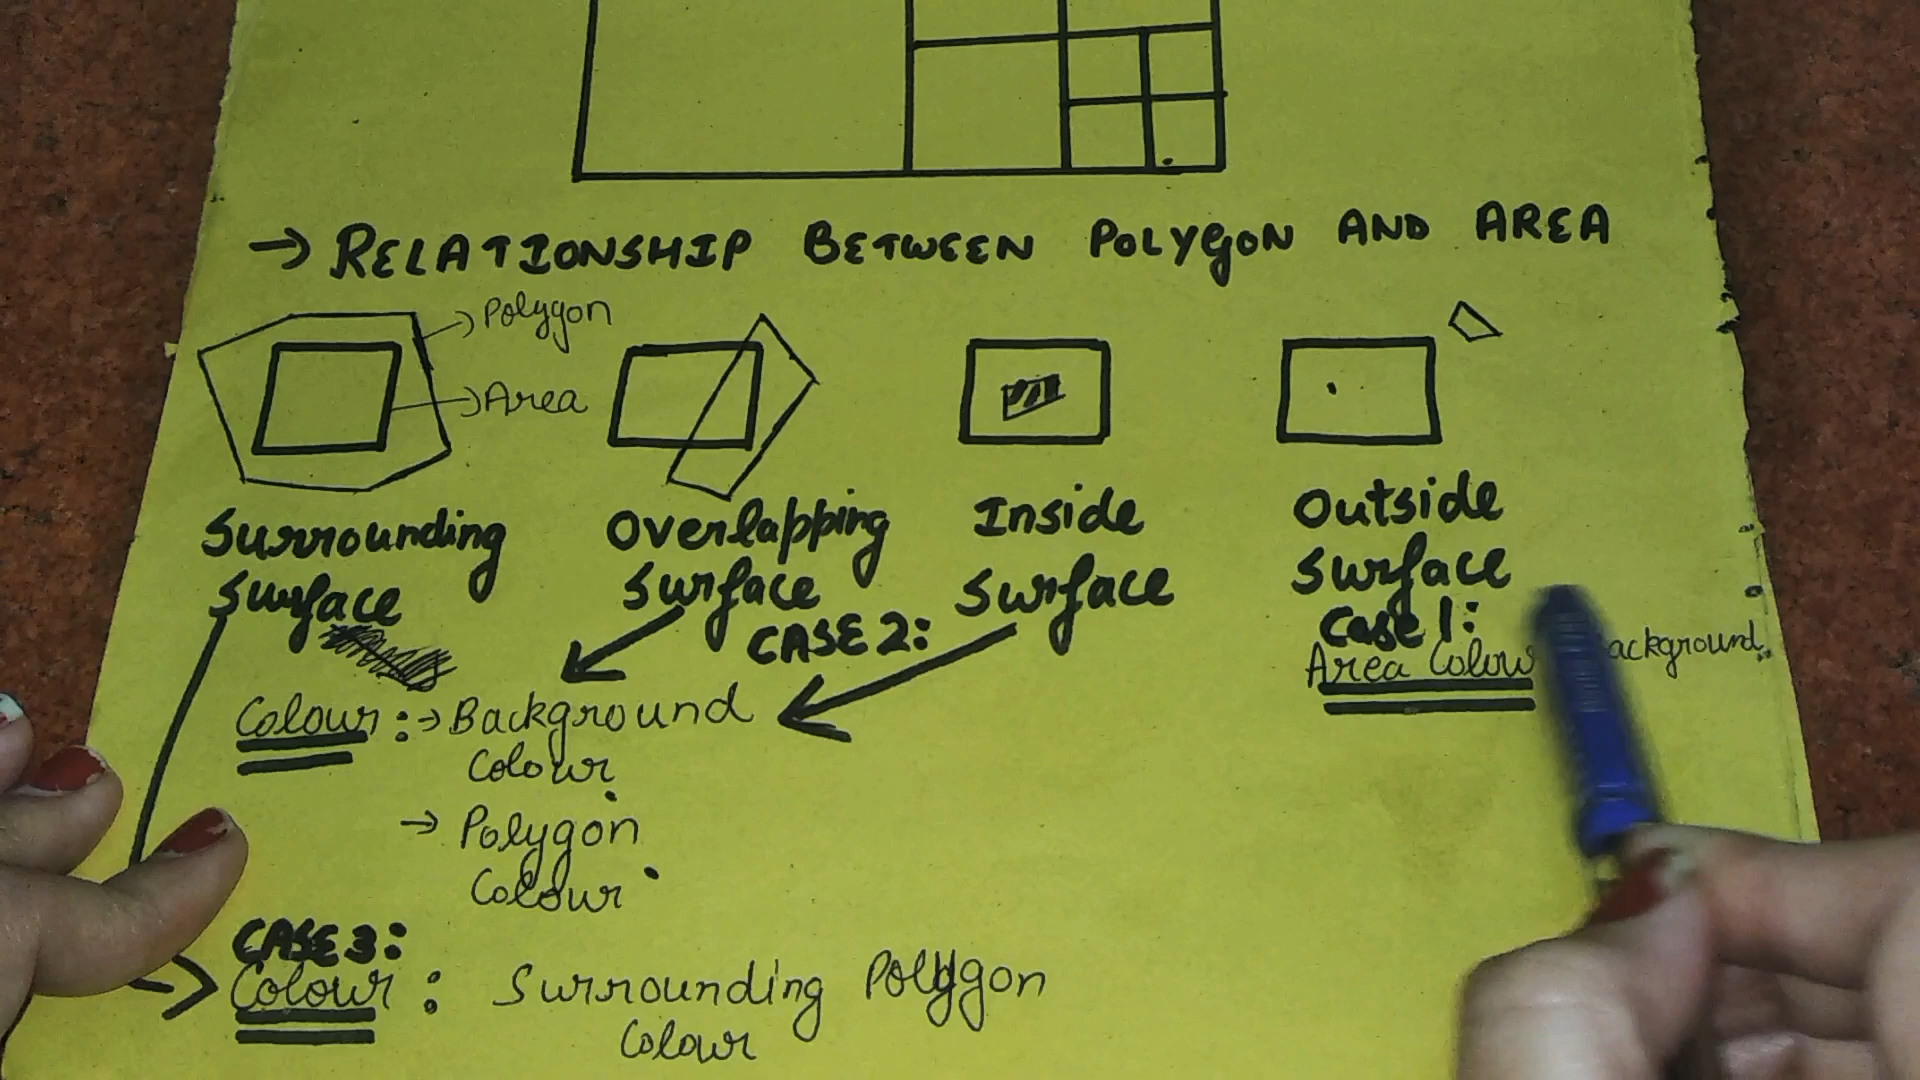 → RELATIONSHIP BETWEEN POLYGON AND AREA
→ Polygon
→ Area
Surrounding
Surface
Overlapping
Surface
Inside
Surface
Outside
Surface
CASE 2:
Case 1:
Area Colour
Colour :→ Background
Colour
→ Polygon
Colour
CASE 3:
Colour : Surrounding Polygon
Colour